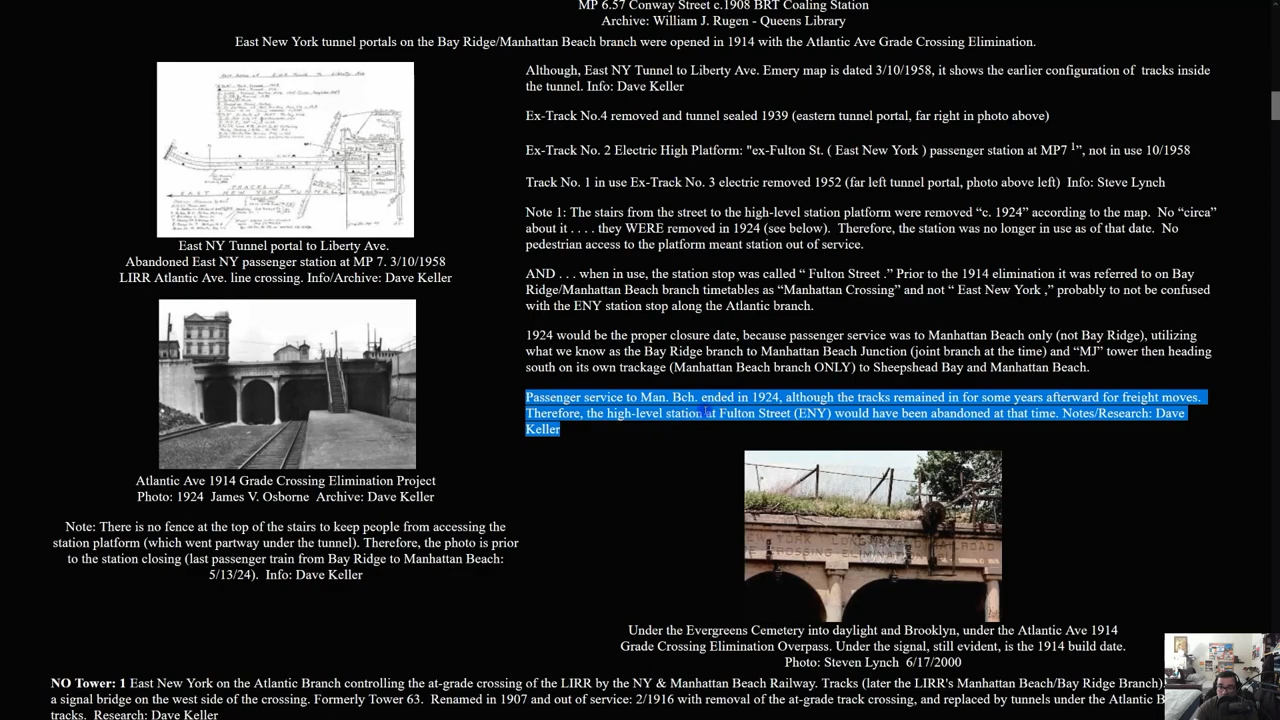 MP 6.57 Conway Street c.1908 BRT Coaling Station
Archive: William J. Rugen - Queens Library
East New York tunnel portals on the Bay Ridge/Manhattan Beach branch were opened in 1914 with the Atlantic Ave Grade Crossing Elimination.
East NY Tunnel portal to Liberty Ave.
Abandoned East NY passenger station at MP 7. 3/10/1958
LIRR Atlantic Ave. line crossing. Info/Archive: Dave Keller
Atlantic Ave 1914 Grade Crossing Elimination Project
Photo: 1924 James V. Osborne Archive: Dave Keller
Note: There is no fence at the top of the stairs to keep people from accessing the
station platform (which went partway under the tunnel). Therefore, the photo is prior
to the station closing (last passenger train from Bay Ridge to Manhattan Beach:
5/13/24). Info: Dave Keller
Although, East NY Tunnel to Liberty Ave. Emery map is dated 3/10/1958, it notes the earlier configuration of tracks inside
the tunnel. Info: Dave Keller
Track No. 4 removed and relocated 1939 (eastern tunnel portal, far right in photo above)
Ex-Track No. 2 Electric High Platform: "ex-Fulton St. ( East New York ) passenger station at MP7 ¹”, not in use 10/1958
Track No. 1 in use Ex-Track No. 3 electric removed 1952 (far left tunnel portal, photo above left) Info: Steve Lynch
the high-level station platform
“c. 1924” according to the map. No “circa”
about it . . . . they WERE removed in 1924 (see below). Therefore, the station was no longer in use as of that date. No
pedestrian access to the platform meant station out of service.
AND . . . when in use, the station stop was called “ Fulton Street .” Prior to the 1914 elimination it was referred to on Bay
Ridge/Manhattan Beach branch timetables as “Manhattan Crossing” and not “ East New York ,” probably to not be confused
with the ENY station stop along the Atlantic branch.
1924 would be the proper closure date, because passenger service was to Manhattan Beach only (not Bay Ridge), utilizing
what we know as the Bay Ridge branch to Manhattan Beach Junction (joint branch at the time) and “MJ” tower then heading
south on its own trackage (Manhattan Beach branch ONLY) to Sheepshead Bay and Manhattan Beach.
Passenger service to Man. Bch. ended in 1924, although the tracks remained in for some years afterward for freight moves.
Therefore, the high-level station at Fulton Street (ENY) would have been abandoned at that time. Notes/Research: Dave
Keller
Under the Evergreens Cemetery into daylight and Brooklyn, under the Atlantic Ave 1914
Grade Crossing Elimination Overpass. Under the signal, still evident, is the 1914 build date.
Photo: Steven Lynch 6/17/2000
NO Tower: 1 East New York on the Atlantic Branch controlling the at-grade crossing of the LIRR by the NY & Manhattan Beach Railway. Tracks (later the LIRR's Manhattan Beach/Bay Ridge Branch)
a signal bridge on the west side of the crossing. Formerly Tower 63. Renamed in 1907 and out of service: 2/1916 with removal of the at-grade track crossing, and replaced by tunnels under the Atlantic B
tracks. Research: Dave Keller